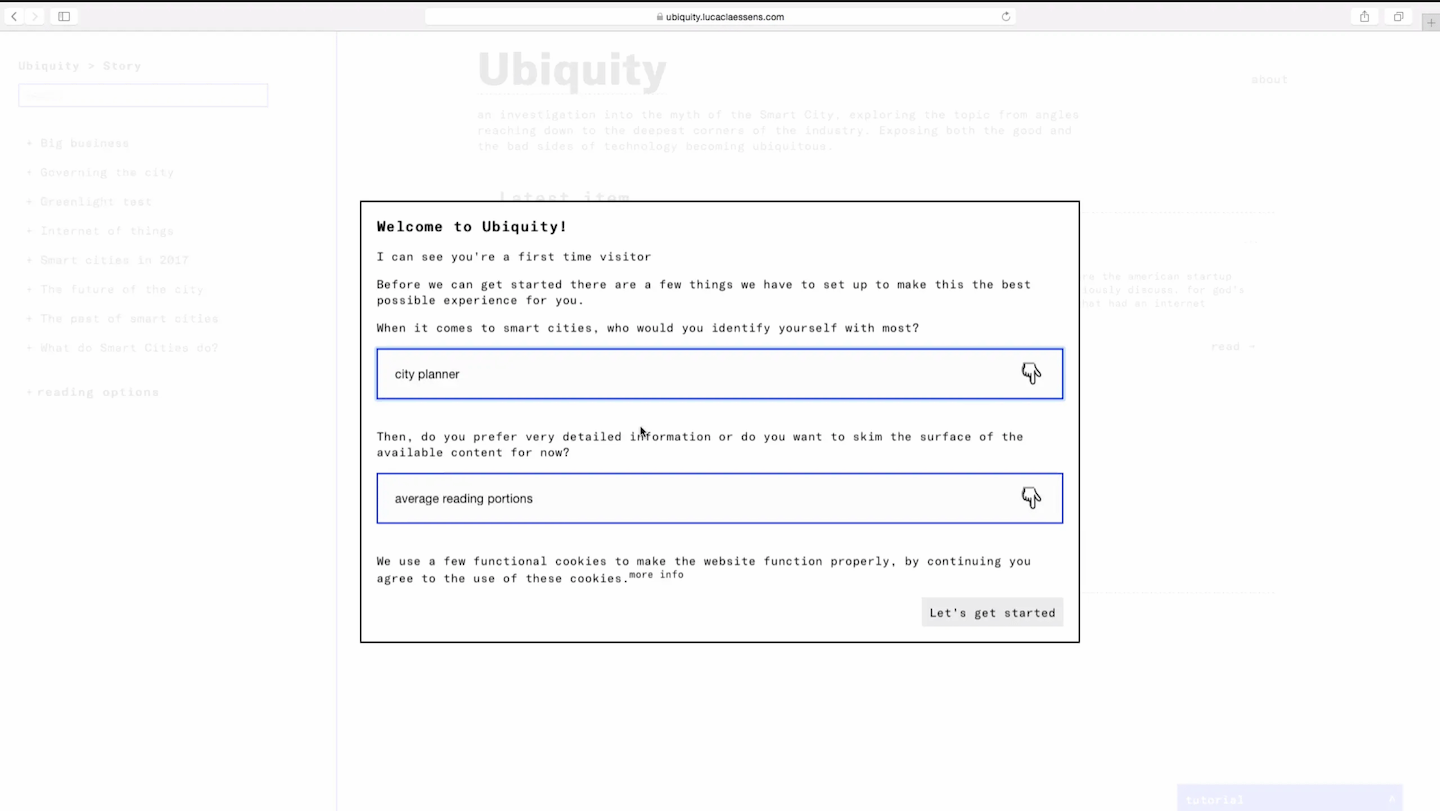 ubiquity.lucaclaessens.com
Ubiquity > Story
+ Big business
+ Governing the city
+ Greenlight test
+ Internet of things
+ Smart cities in 2017
+ The future of the city
+ The past of smart cities
+ What do Smart Cities do?
+ reading options
Ubiquity
about
an investigation into the myth of the Smart City, exploring the topic from angles
reaching down to the deepest corners of the industry. Exposing both the good and
the bad sides of technology becoming ubiquitous.
Latest item
Welcome to Ubiquity!
I can see you're a first time visitor
Before we can get started there are a few things we have to set up to make this the best
possible experience for you.
When it comes to smart cities, who would you identify yourself with most?
city planner
Then, do you prefer very detailed information or do you want to skim the surface of the
available content for now?
average reading portions
We use a few functional cookies to make the website function properly, by continuing you
agree to the use of these cookies. more info
Let's get started
the american startup
discuss, for god's
had an internet
read
tutorial x